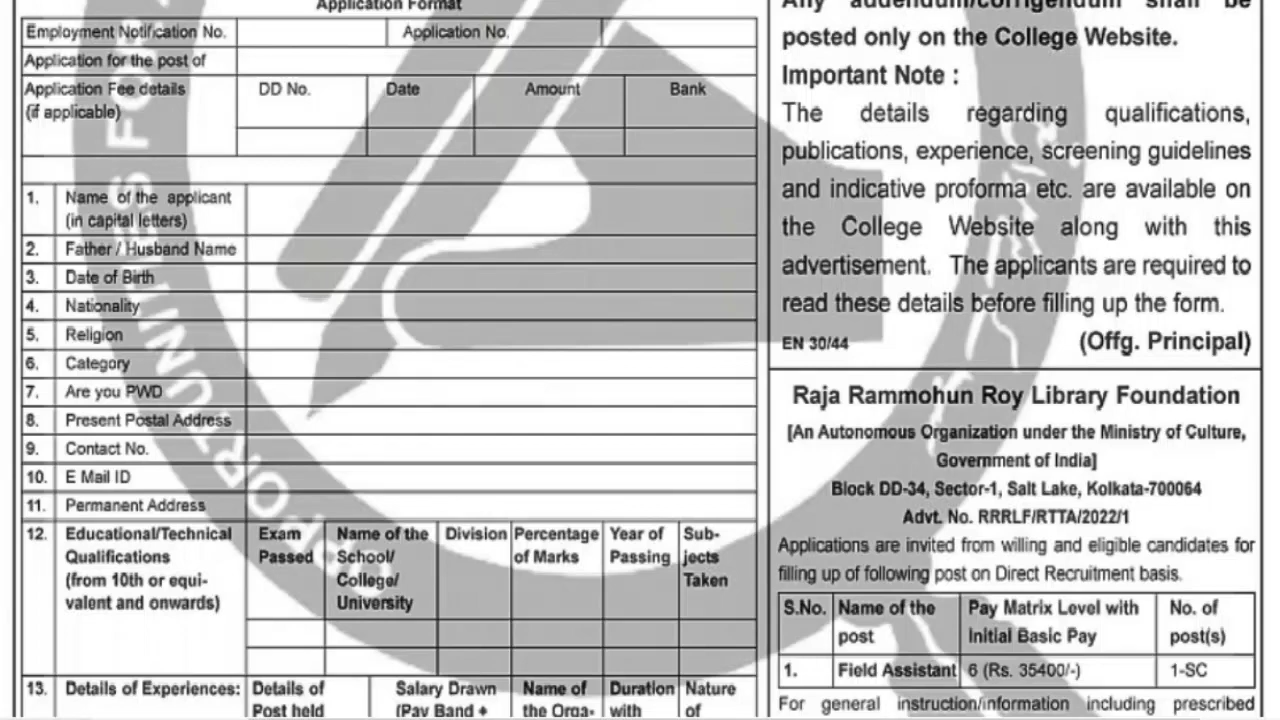 Application Format
Employment Notification No.
Application No.
Application for the post of
Application Fee details
(if applicable)
DD No.
Date
Amount
Bank
1.
Name of the applicant
(in capital letters)
2.
Father / Husband Name
3.
Date of Birth
4.
Nationality
5.
Religion
6.
Category
7.
Are you PWD
8.
Present Postal Address
9.
Contact No.
10.
E Mail ID
11.
Permanent Address
12.
Educational/Technical
Qualifications
(from 10th or equi-
valent and onwards)
Exam
Passed
Name of the
School/
College/
University
Division
Percentage
of Marks
Year of
Passing
Sub-
jects
Taken
13.
Details of Experiences:
Details of
Post held
Salary Drawn
(Pay Band +
Name of
the Orga-
Duration
with
Nature
of
Any addendum/corrigendum shall be
posted only on the College Website.
Important Note :
The details regarding qualifications,
publications, experience, screening guidelines
and indicative proforma etc. are available on
the College Website along with this
advertisement. The applicants are required to
read these details before filling up the form.
EN 30/44
(Offg. Principal)
Raja Rammohun Roy Library Foundation
[An Autonomous Organization under the Ministry of Culture,
Government of India]
Block DD-34, Sector-1, Salt Lake, Kolkata-700064
Advt. No. RRRLF/RTTA/2022/1
Applications are invited from willing and eligible candidates for
filling up of following post on Direct Recruitment basis.
S.No.
Name of the
post
Pay Matrix Level with
Initial Basic Pay
No. of
post(s)
1.
Field Assistant
6 (Rs. 35400/-)
1-SC
For general instruction/information including prescribed